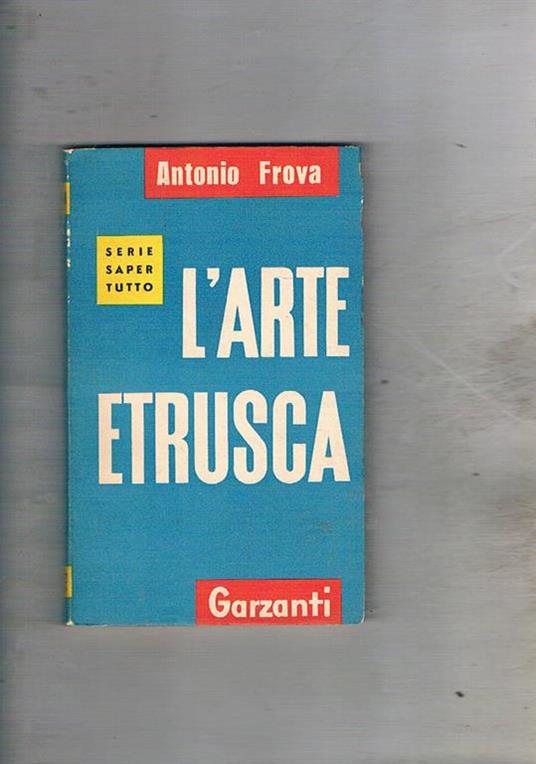 Antonio Frova
SERIE
SAPER
TUTTO
L'ARTE
ETRUSCA
Garzanti